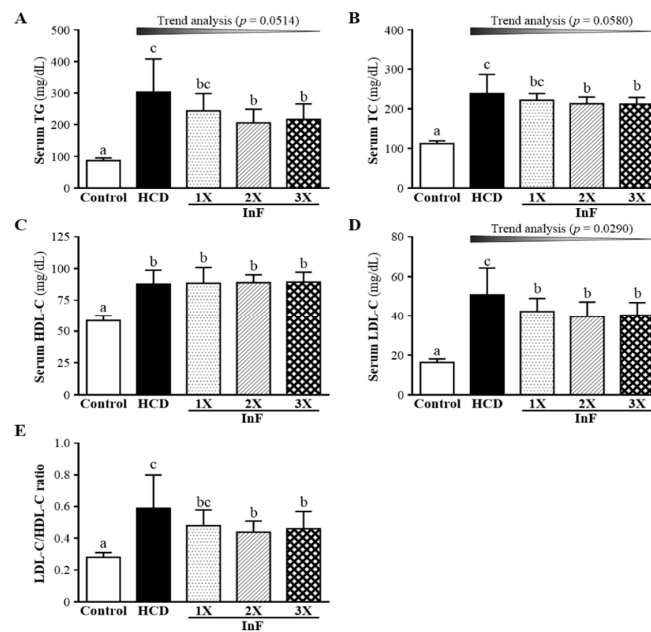 A
Trend analysis (p = 0.0514)
Serum TG (mg/dL)
500
400
300
200
100
0
a
c
bc
b
b
Control HCD 1X 2X 3X
InF
B
Trend analysis (p = 0.0580)
Serum TC (mg/dL)
400
300
200
100
0
a
c
bc
b
b
Control HCD 1X 2X 3X
InF
C
Serum HDL-C (mg/dL)
125
100
75
50
25
0
a
b
b
b
b
Control HCD 1X 2X 3X
InF
D
Trend analysis (p = 0.0290)
Serum LDL-C (mg/dL)
80
60
40
20
0
a
c
b
b
b
Control HCD 1X 2X 3X
InF
E
LDL-C/HDL-C ratio
1.0
0.8
0.6
0.4
0.2
0
a
c
bc
b
b
Control HCD 1X 2X 3X
InF